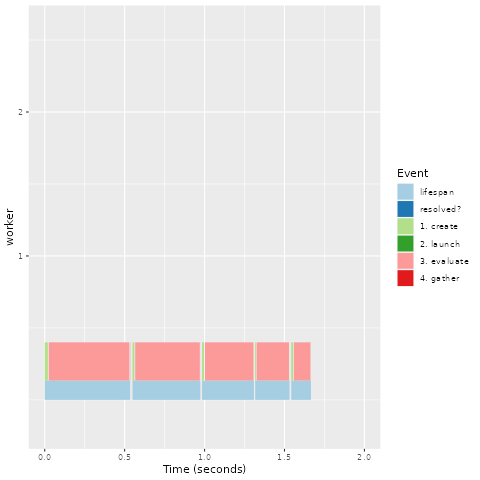 2
1
worker
0.0 0.5 1.0 1.5 2.0
Time (seconds)
Event
lifespan
resolved?
1. create
2. launch
3. evaluate
4. gather